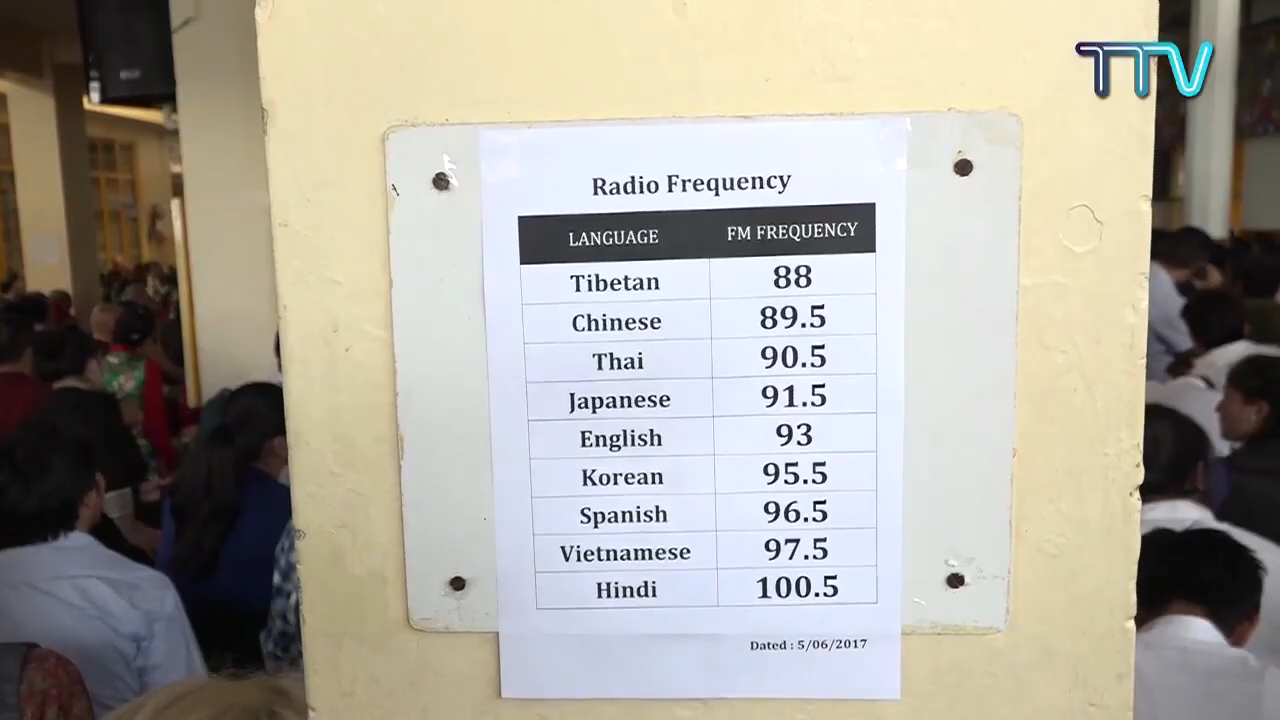 TTV
Radio Frequency
LANGUAGE FM FREQUENCY
Tibetan 88
Chinese 89.5
Thai 90.5
Japanese 91.5
English 93
Korean 95.5
Spanish 96.5
Vietnamese 97.5
Hindi 100.5
Dated : 5/06/2017